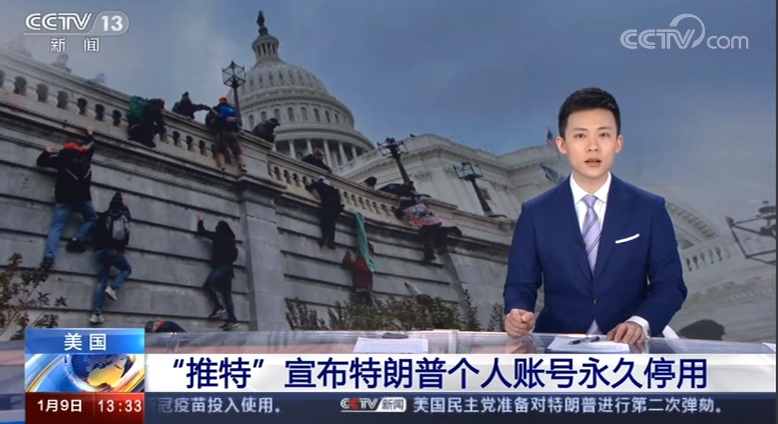 CCTV 13
新闻
CCTV.com
美国
“推特”宣布特朗普个人账号永久停用
1月9日 13:33 冠疫苗投入使用。 CCTV新闻 美国民主党准备对特朗普进行第二次弹劾。